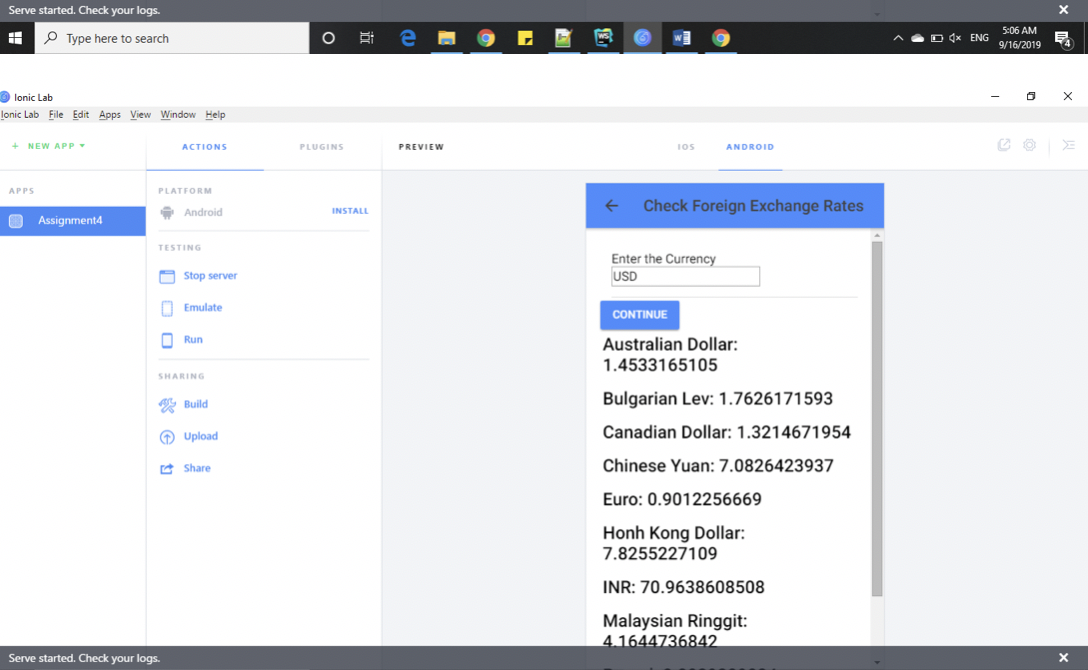 Serve started. Check your logs.
Type here to search
ENG
5:06 AM
9/16/2019
4
Ionic Lab
Ionic Lab File Edit Apps View Window Help
+ NEW APP
ACTIONS
PLUGINS
PREVIEW
IOS
ANDROID
APPS
Assignment4
PLATFORM
Android
INSTALL
TESTING
Stop server
Emulate
Run
SHARING
Build
Upload
Share
Check Foreign Exchange Rates
Enter the Currency
USD
CONTINUE
Australian Dollar:
1.4533165105
Bulgarian Lev: 1.7626171593
Canadian Dollar: 1.3214671954
Chinese Yuan: 7.0826423937
Euro: 0.9012256669
Honh Kong Dollar:
7.8255227109
INR: 70.9638608508
Malaysian Ringgit:
4.1644736842
Serve started. Check your logs.